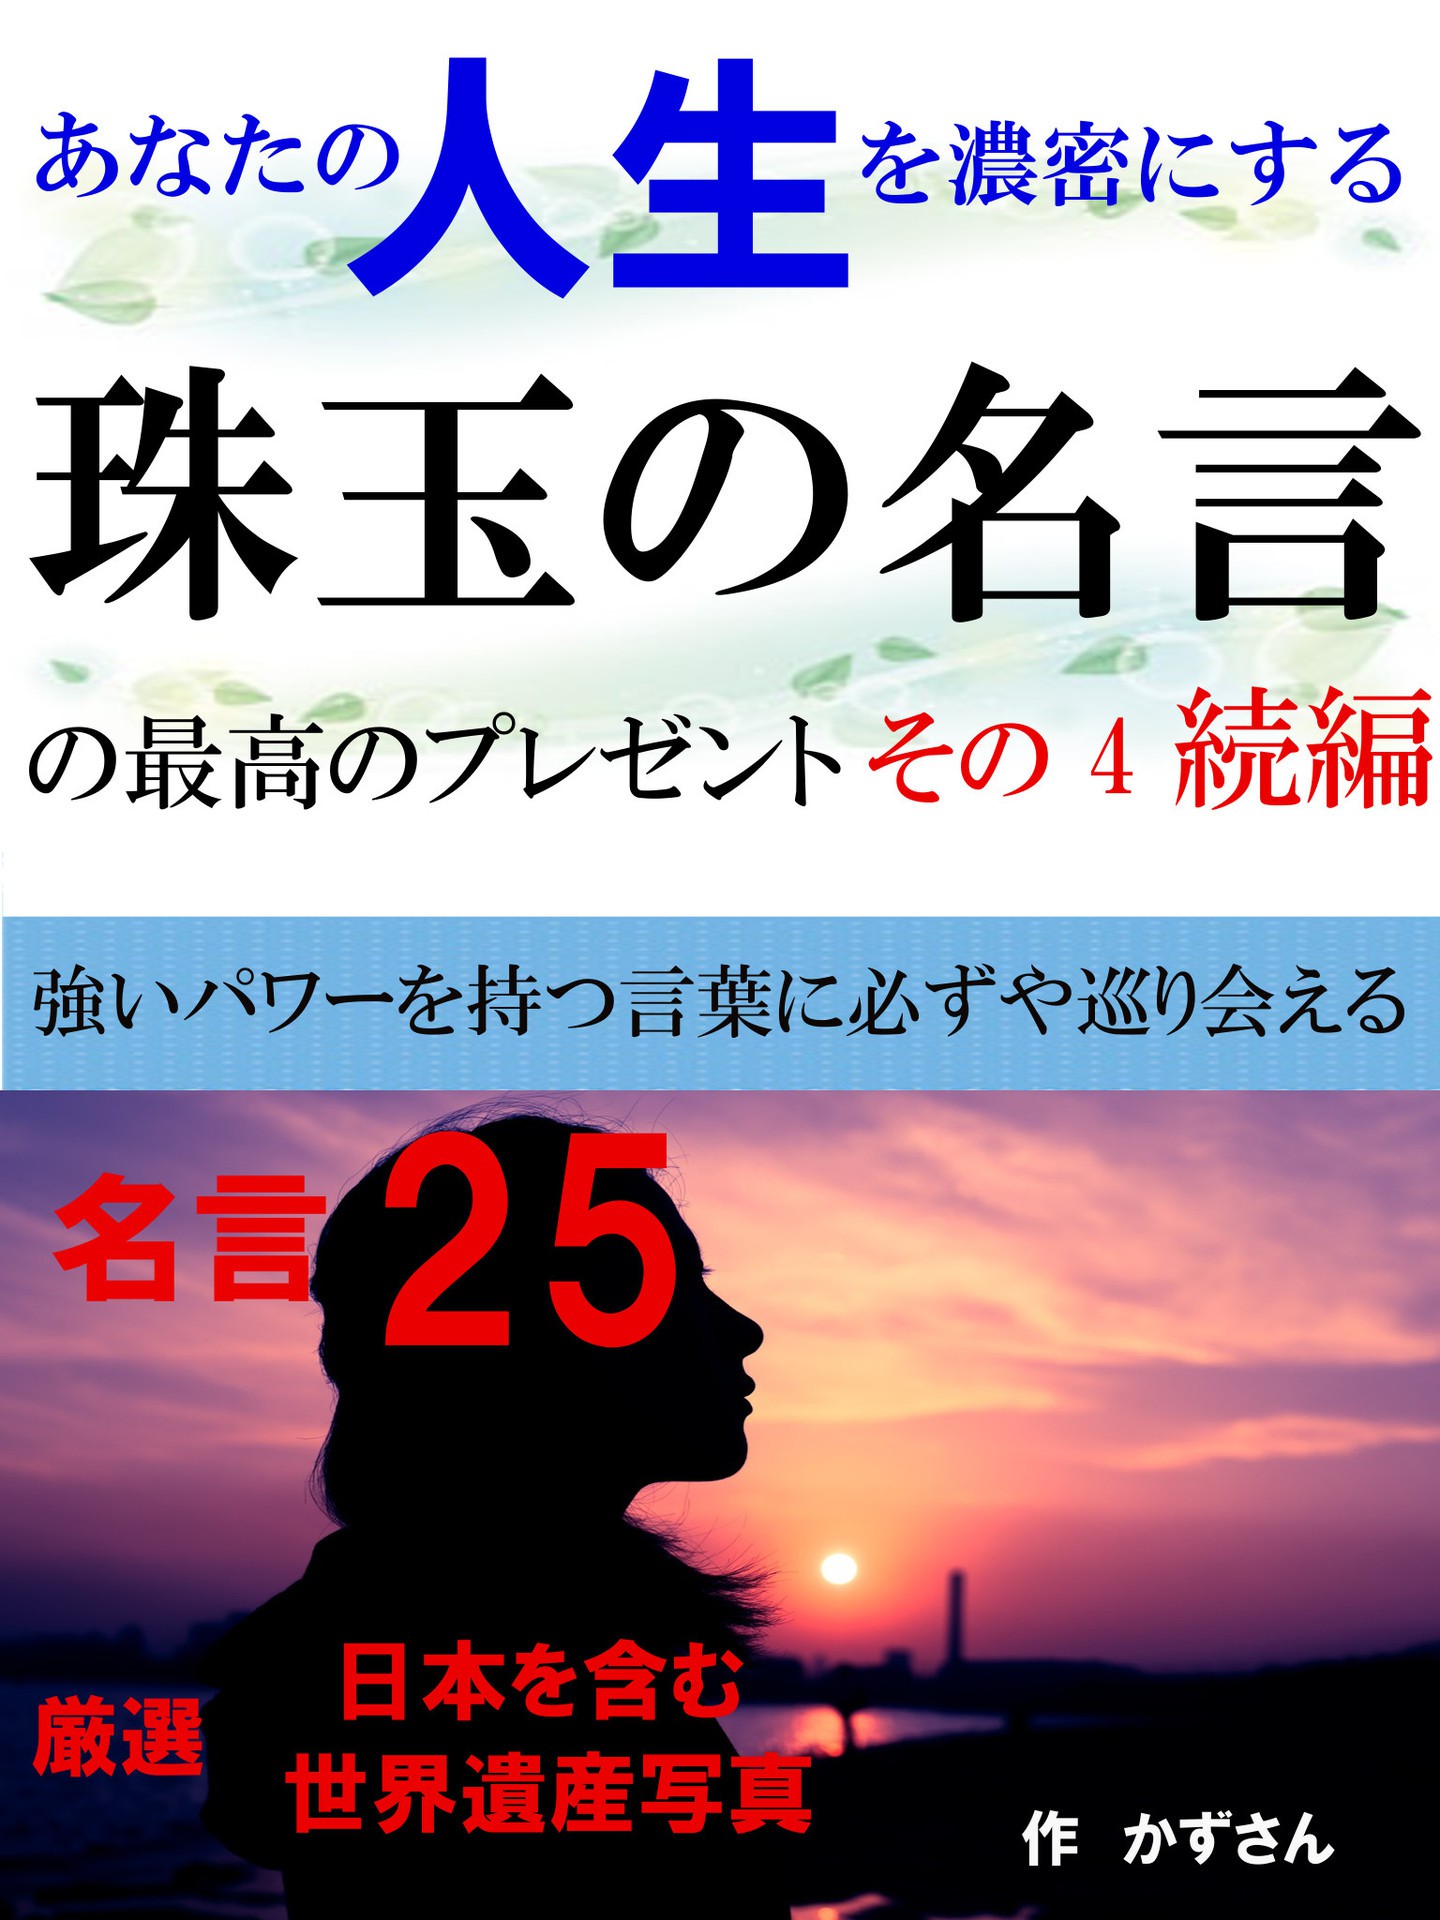 あなたの人生を濃密にする
珠玉の名言
の最高のプレゼントその4続編
強いパワーを持つ言葉に必ずや巡り会える
名言25
日本を含む
厳選 世界遺産写真
作 かずさん